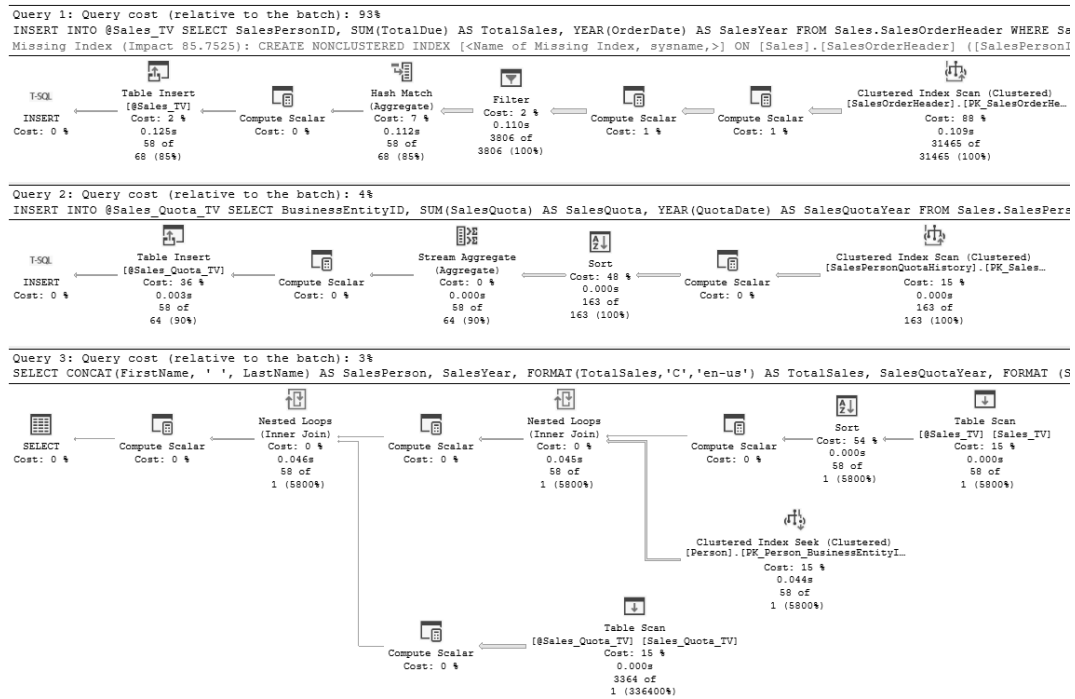 Query 1: Query cost (relative to the batch): 93%
INSERT INTO @Sales_TV SELECT SalesPersonID, SUM(TotalDue) AS TotalSales, YEAR(OrderDate) AS SalesYear FROM Sales.SalesOrderHeader WHERE Sa
Missing Index (Impact 85.7525): CREATE NONCLUSTERED INDEX [<Name of Missing Index, sysname,>] ON [Sales].[SalesOrderHeader] ([SalesPersonI
T-SQL
INSERT
Cost: 0 %
Table Insert
[@Sales_TV]
Cost: 2 %
0.125s
58 of
68 (85%)
Compute Scalar
Cost: 0 %
Hash Match
(Aggregate)
Cost: 7 %
0.112s
58 of
68 (85%)
Filter
Cost: 2 %
0.110s
3806 of
3806 (100%)
Compute Scalar
Cost: 1 %
Compute Scalar
Cost: 1 %
Clustered Index Scan (Clustered)
[SalesOrderHeader].[PK_SalesOrderHe…
Cost: 88 %
0.109s
31465 of
31465 (100%)
Query 2: Query cost (relative to the batch): 4%
INSERT INTO @Sales_Quota_TV SELECT BusinessEntityID, SUM(SalesQuota) AS SalesQuota, YEAR(QuotaDate) AS SalesQuotaYear FROM Sales.SalesPers
T-SQL
INSERT
Cost: 0 %
Table Insert
[@Sales_Quota_TV]
Cost: 36 %
0.003s
58 of
64 (90%)
Compute Scalar
Cost: 0 %
Stream Aggregate
(Aggregate)
Cost: 0 %
0.000s
58 of
64 (90%)
Sort
Cost: 48 %
0.000s
163 of
163 (100%)
Compute Scalar
Cost: 0 %
Clustered Index Scan (Clustered)
[SalesPersonQuotaHistory].[PK_Sales…
Cost: 15 %
0.000s
163 of
163 (100%)
Query 3: Query cost (relative to the batch): 3%
SELECT CONCAT(FirstName, ' ', LastName) AS SalesPerson, SalesYear, FORMAT(TotalSales,'C','en-us') AS TotalSales, SalesQuotaYear, FORMAT (S
SELECT
Cost: 0 %
Compute Scalar
Cost: 0 %
Nested Loops
(Inner Join)
Cost: 0 %
0.046s
58 of
1 (5800%)
Compute Scalar
Cost: 0 %
Nested Loops
(Inner Join)
Cost: 0 %
0.045s
58 of
1 (5800%)
Compute Scalar
Cost: 0 %
Sort
Cost: 54 %
0.000s
58 of
1 (5800%)
Table Scan
[@Sales_TV] [Sales_TV]
Cost: 15 %
0.000s
58 of
1 (5800%)
Clustered Index Seek (Clustered)
[Person].[PK_Person_BusinessEntityI…
Cost: 15 %
0.044s
58 of
1 (5800%)
Compute Scalar
Cost: 0 %
Table Scan
[@Sales_Quota_TV] [Sales_Quota_TV]
Cost: 15 %
0.000s
3364 of
1 (336400%)